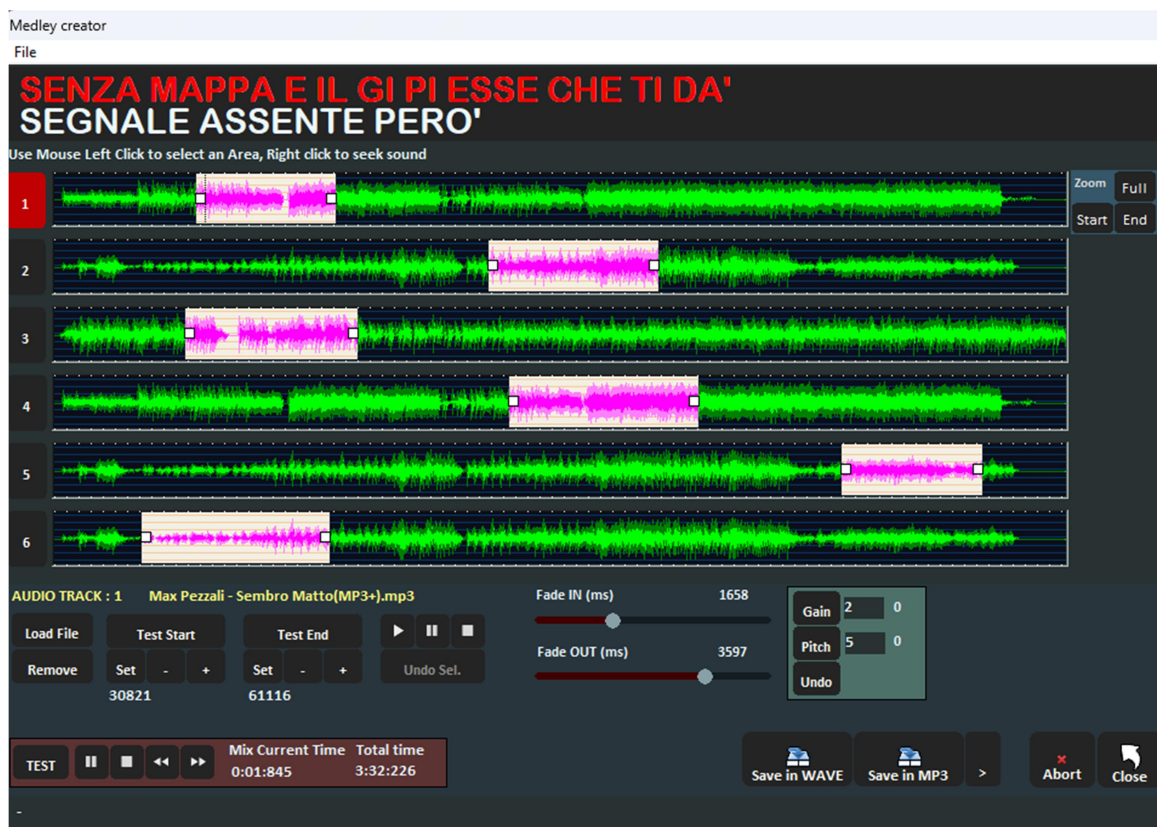 Medley creator
File
SENZA MAPPA E IL GI PI ESSE CHE TI DA'
SEGNALE ASSENTE PERO'
Use Mouse Left Click to select an Area, Right click to seek sound
1
Zoom Full
Start End
2
3
4
5
6
AUDIO TRACK : 1 Max Pezzali - Sembro Matto(MP3+).mp3
Fade IN (ms) 1658
Gain 2 0
Load File Test Start Test End
Fade OUT (ms) 3597
Pitch 5 0
Remove Set - + Set - + Undo Sel.
Undo
30821 61116
TEST
Mix Current Time Total time
0:01:845 3:32:226
Save in WAVE Save in MP3 > Abort Close
-